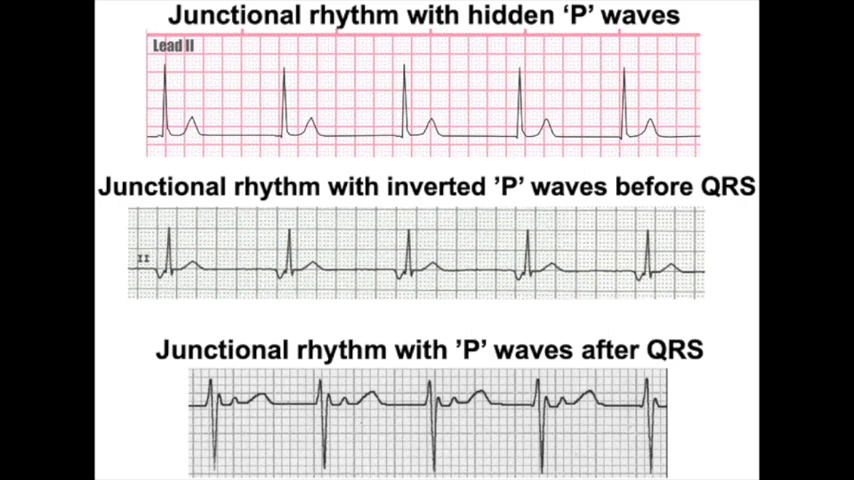 Junctional rhythm with hidden ‘P’ waves
Lead II
Junctional rhythm with inverted ’P’ waves before QRS
II
Junctional rhythm with ’P’ waves after QRS